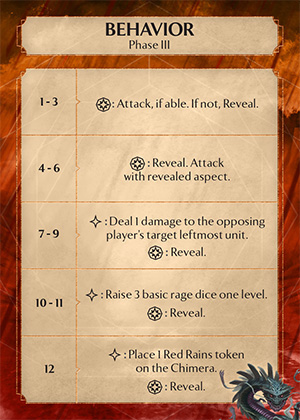 BEHAVIOR
Phase III
1 - 3
: Attack, if able. If not, Reveal.
4 - 6
: Reveal. Attack
with revealed aspect.
7 - 9
: Deal 1 damage to the opposing
player's target leftmost unit.
: Reveal.
10 - 11
: Raise 3 basic rage dice one level.
: Reveal.
12
: Place 1 Red Rains token
on the Chimera.
: Reveal.